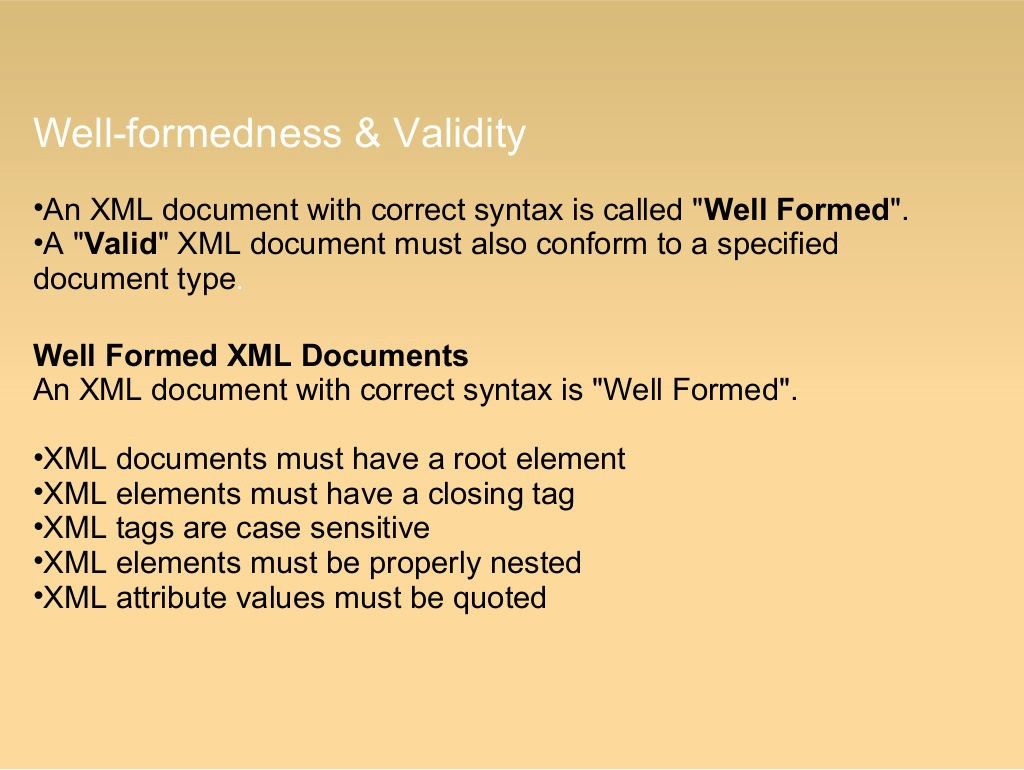 Well-formedness & Validity
•An XML document with correct syntax is called "Well Formed".
•A "Valid" XML document must also conform to a specified
document type.
Well Formed XML Documents
An XML document with correct syntax is "Well Formed".
•XML documents must have a root element
•XML elements must have a closing tag
•XML tags are case sensitive
•XML elements must be properly nested
•XML attribute values must be quoted